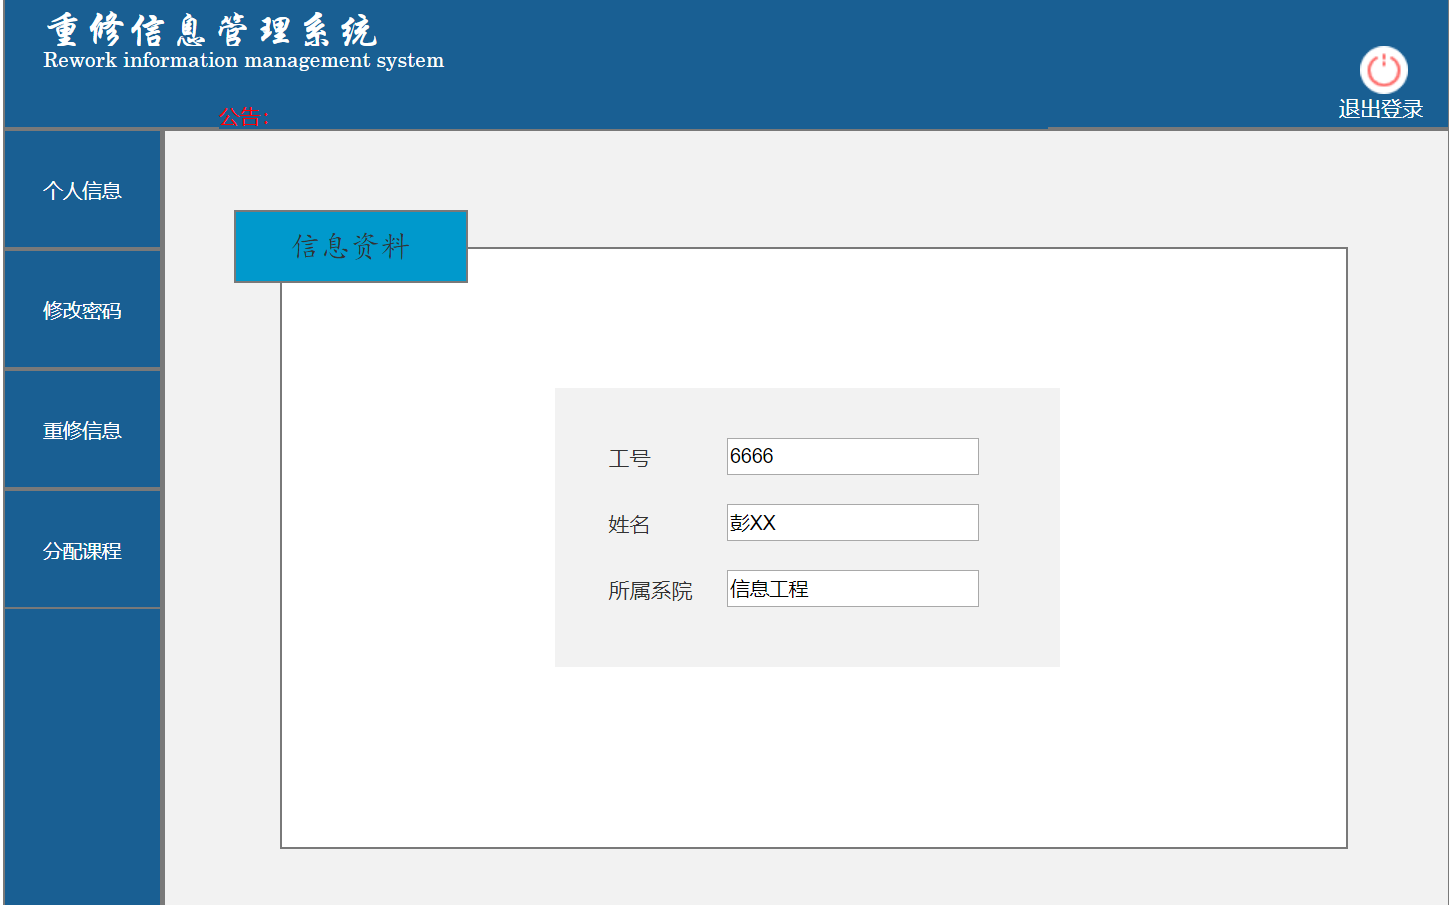 重修信息管理系统
Rework information management system
公告：
退出登录
个人信息
修改密码
重修信息
分配课程
信息资料
工号 6666
姓名 彭XX
所属系院 信息工程